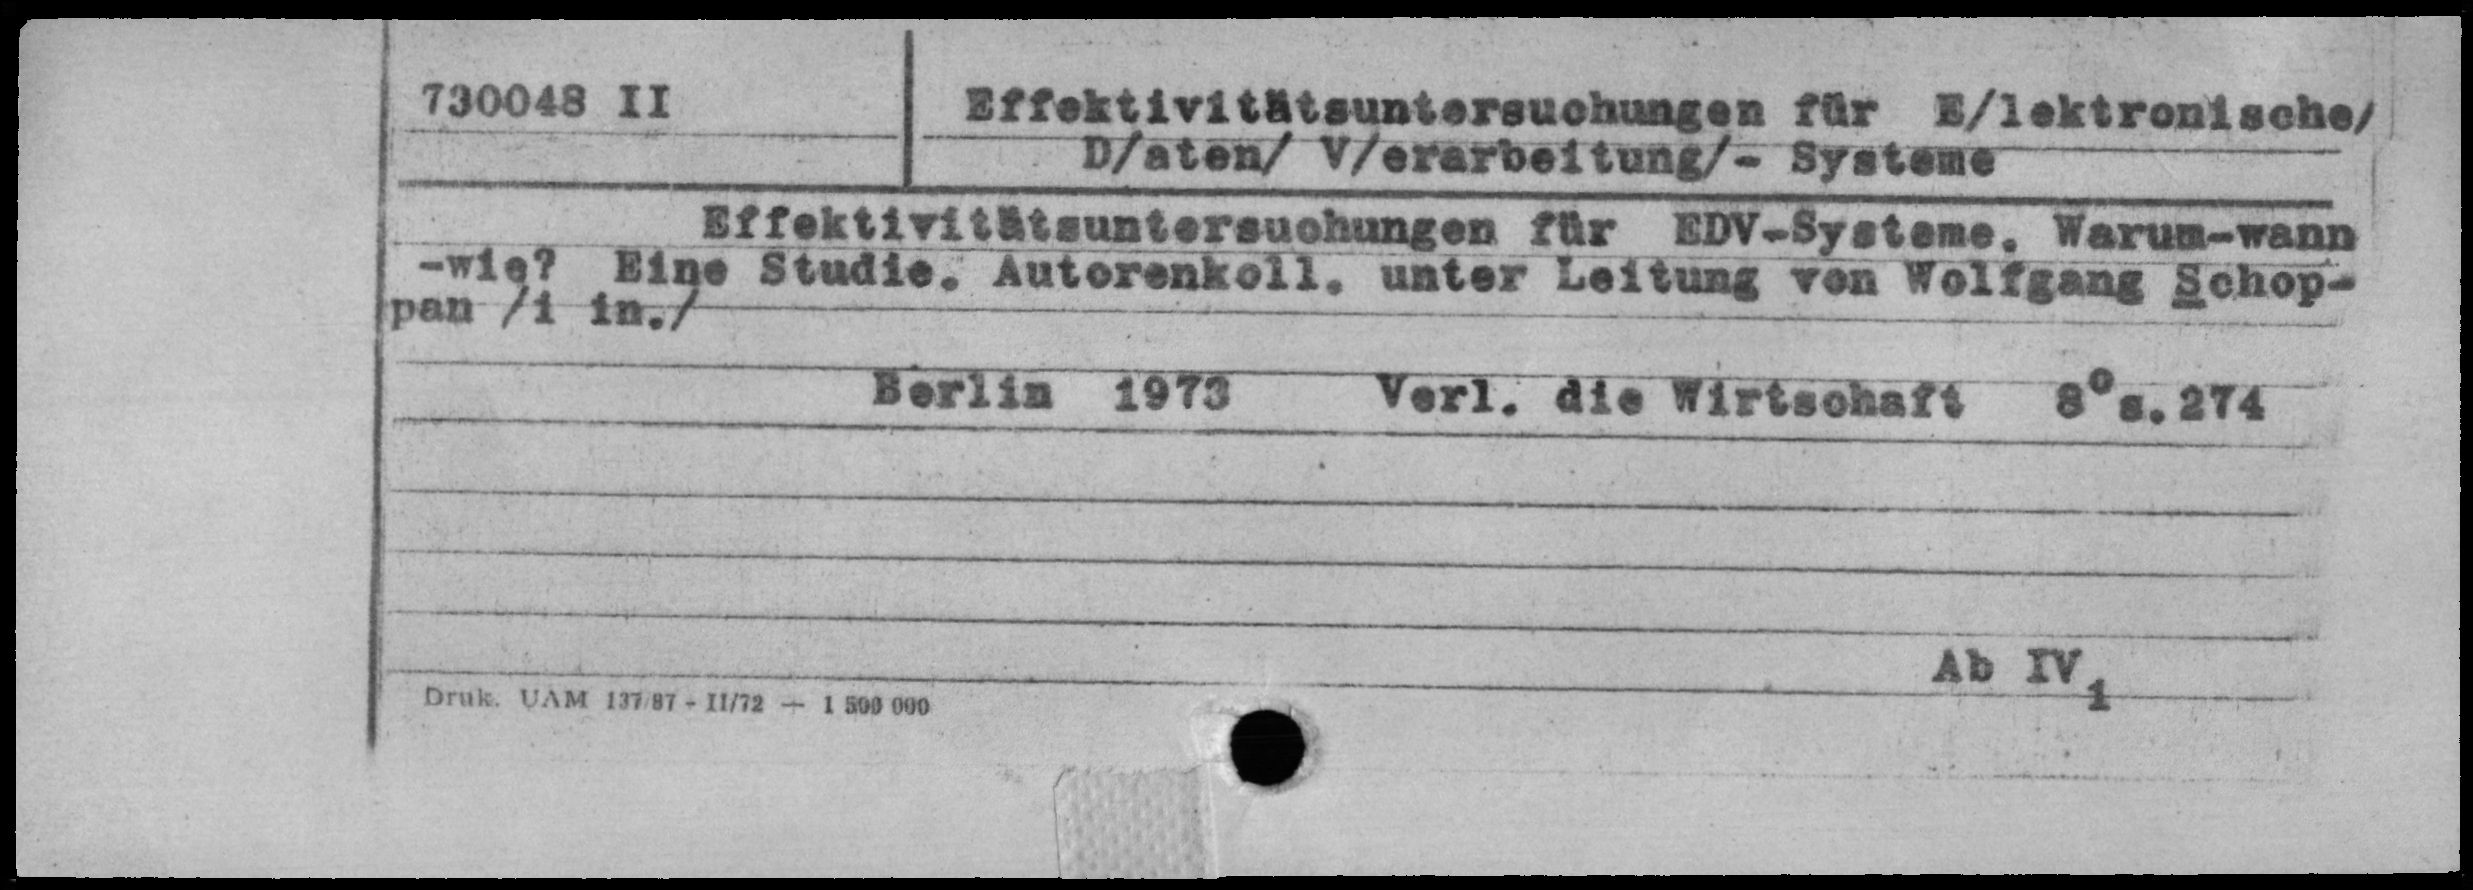 730048 II
Effektivitätsuntersuchungen für E/lektronische/
D/aten/ V/erarbeitung/- Systeme
Effektivitätsuntersuchungen für EDV-Systeme. Warum-wann
-wie? Eine Studie. Autorenkoll. unter Leitung von Wolfgang Schop-
pan /i in./
Berlin 1973 Verl. die Wirtschaft 8° s. 274
Ab IV 1
Druk. UAM 137/87 - II/72 — 1 500 000